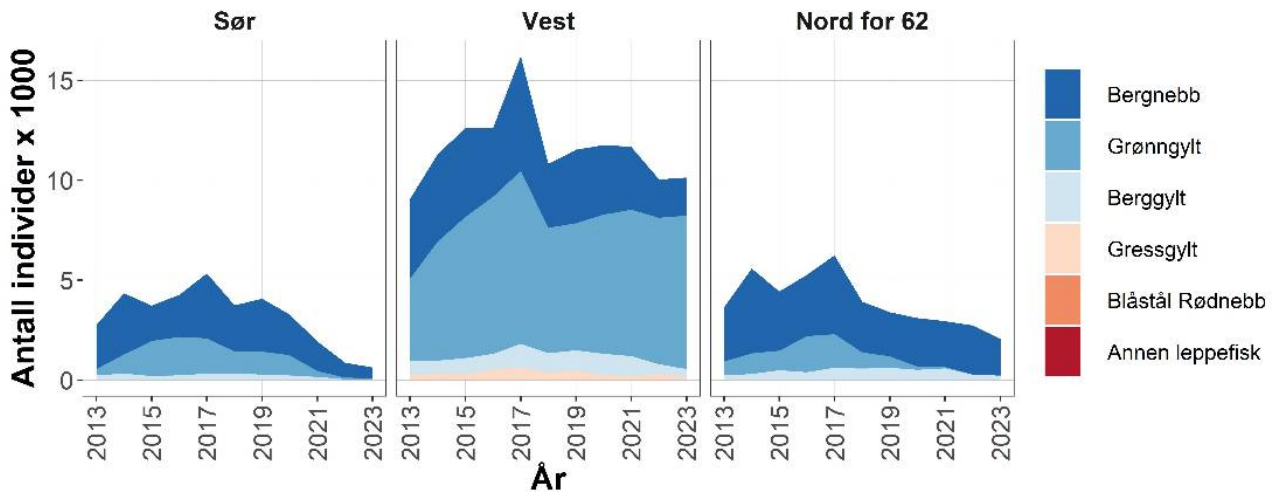 Sør Vest Nord for 62
Antall individer x 1000
15
10
5
0
2013 2015 2017 2019 2021 2023 2013 2015 2017 2019 2021 2023 2013 2015 2017 2019 2021 2023
År
Bergnebb
Grønngylt
Berggylt
Gressgylt
Blåstål Rødnebb
Annen leppefisk